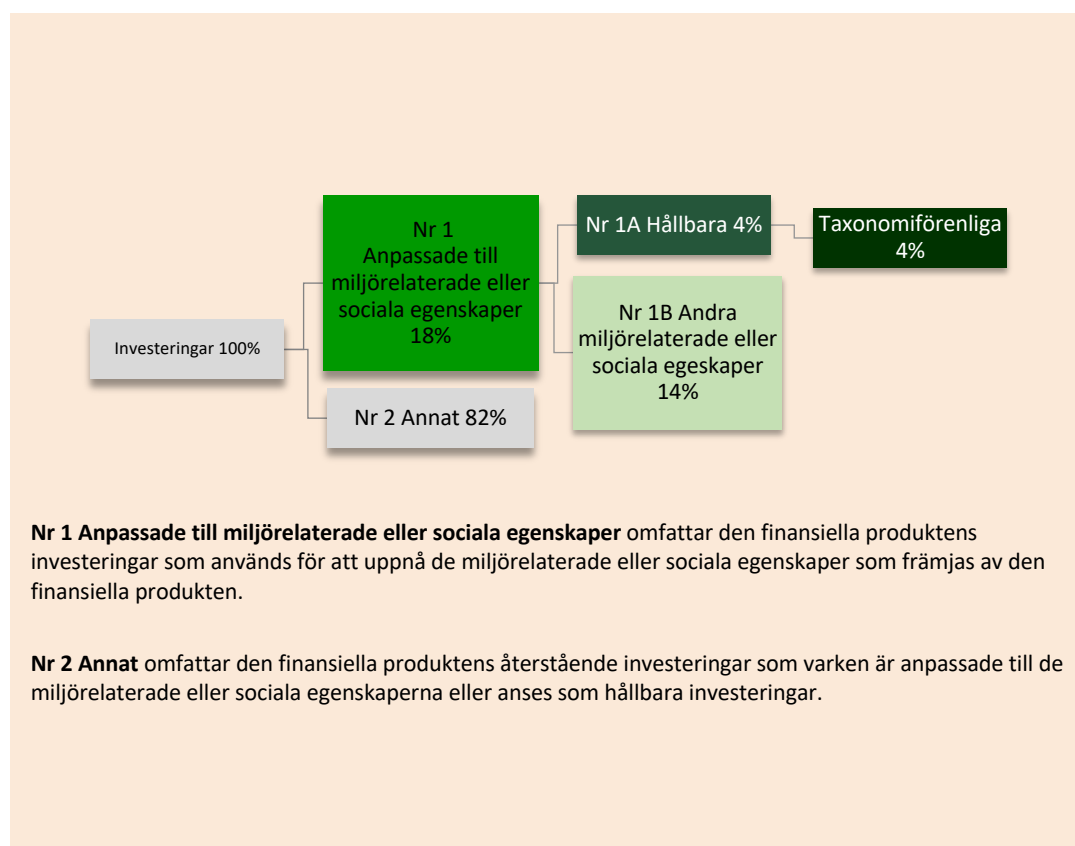 Investeringar 100%
Nr 1
Anpassade till
miljörelaterade eller
sociala egenskaper
18%
Nr 2 Annat 82%
Nr 1A Hållbara 4%
Nr 1B Andra
miljörelaterade eller
sociala egeskaper
14%
Taxonomiförenliga
4%
Nr 1 Anpassade till miljörelaterade eller sociala egenskaper omfattar den finansiella produktens
investeringar som används för att uppnå de miljörelaterade eller sociala egenskaper som främjas av den
finansiella produkten.
Nr 2 Annat omfattar den finansiella produktens återstående investeringar som varken är anpassade till de
miljörelaterade eller sociala egenskaperna eller anses som hållbara investeringar.